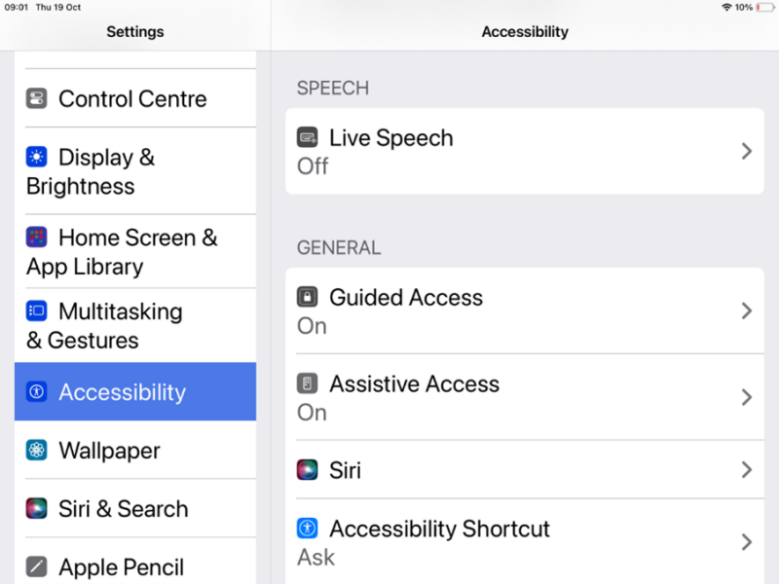 09:01 Thu 19 Oct
10%
Settings
Control Centre
Display &
Brightness
Home Screen &
App Library
Multitasking
& Gestures
Accessibility
Wallpaper
Siri & Search
Apple Pencil
Accessibility
SPEECH
Live Speech
Off
GENERAL
Guided Access
On
Assistive Access
On
Siri
Accessibility Shortcut
Ask